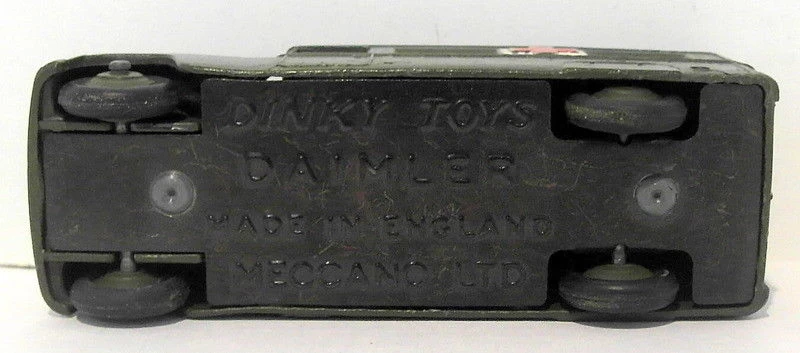 DINKY TOYS
DAIMLER
MADE IN ENGLAND
MECCANO LTD